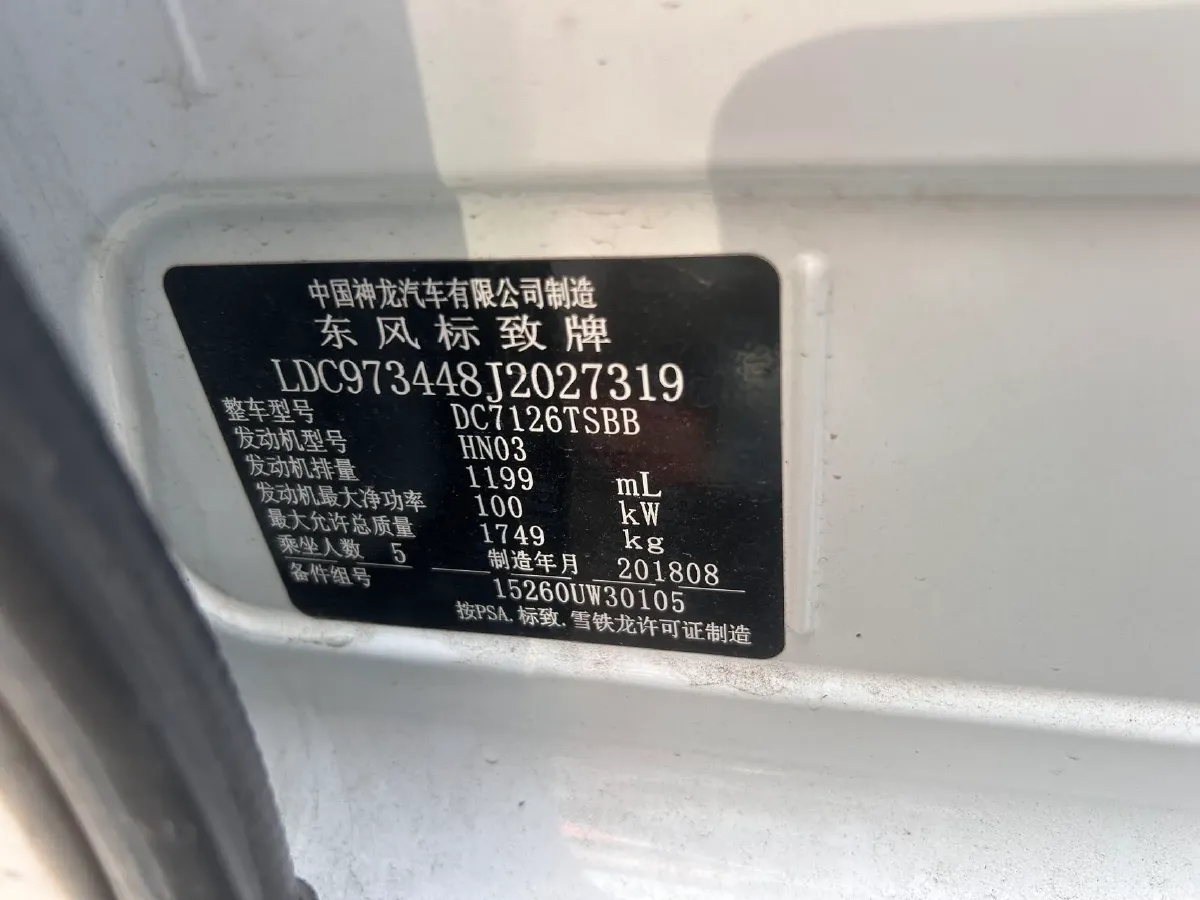 中国神龙汽车有限公司制造
东风标致牌
LDC973448J2027319
整车型号 DC7126TSBB
发动机型号 HN03
发动机排量 1199 mL
发动机最大净功率 100 kW
最大允许总质量 1749 kg
乘坐人数 5 制造年月 201808
备件组号 15260UW30105
按PSA.标致.雪铁龙许可证制造